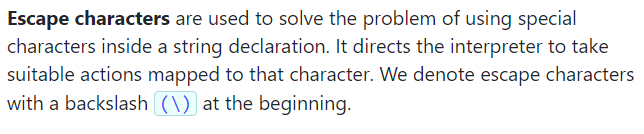 Escape characters are used to solve the problem of using special
characters inside a string declaration. It directs the interpreter to take
suitable actions mapped to that character. We denote escape characters
with a backslash (\) at the beginning.